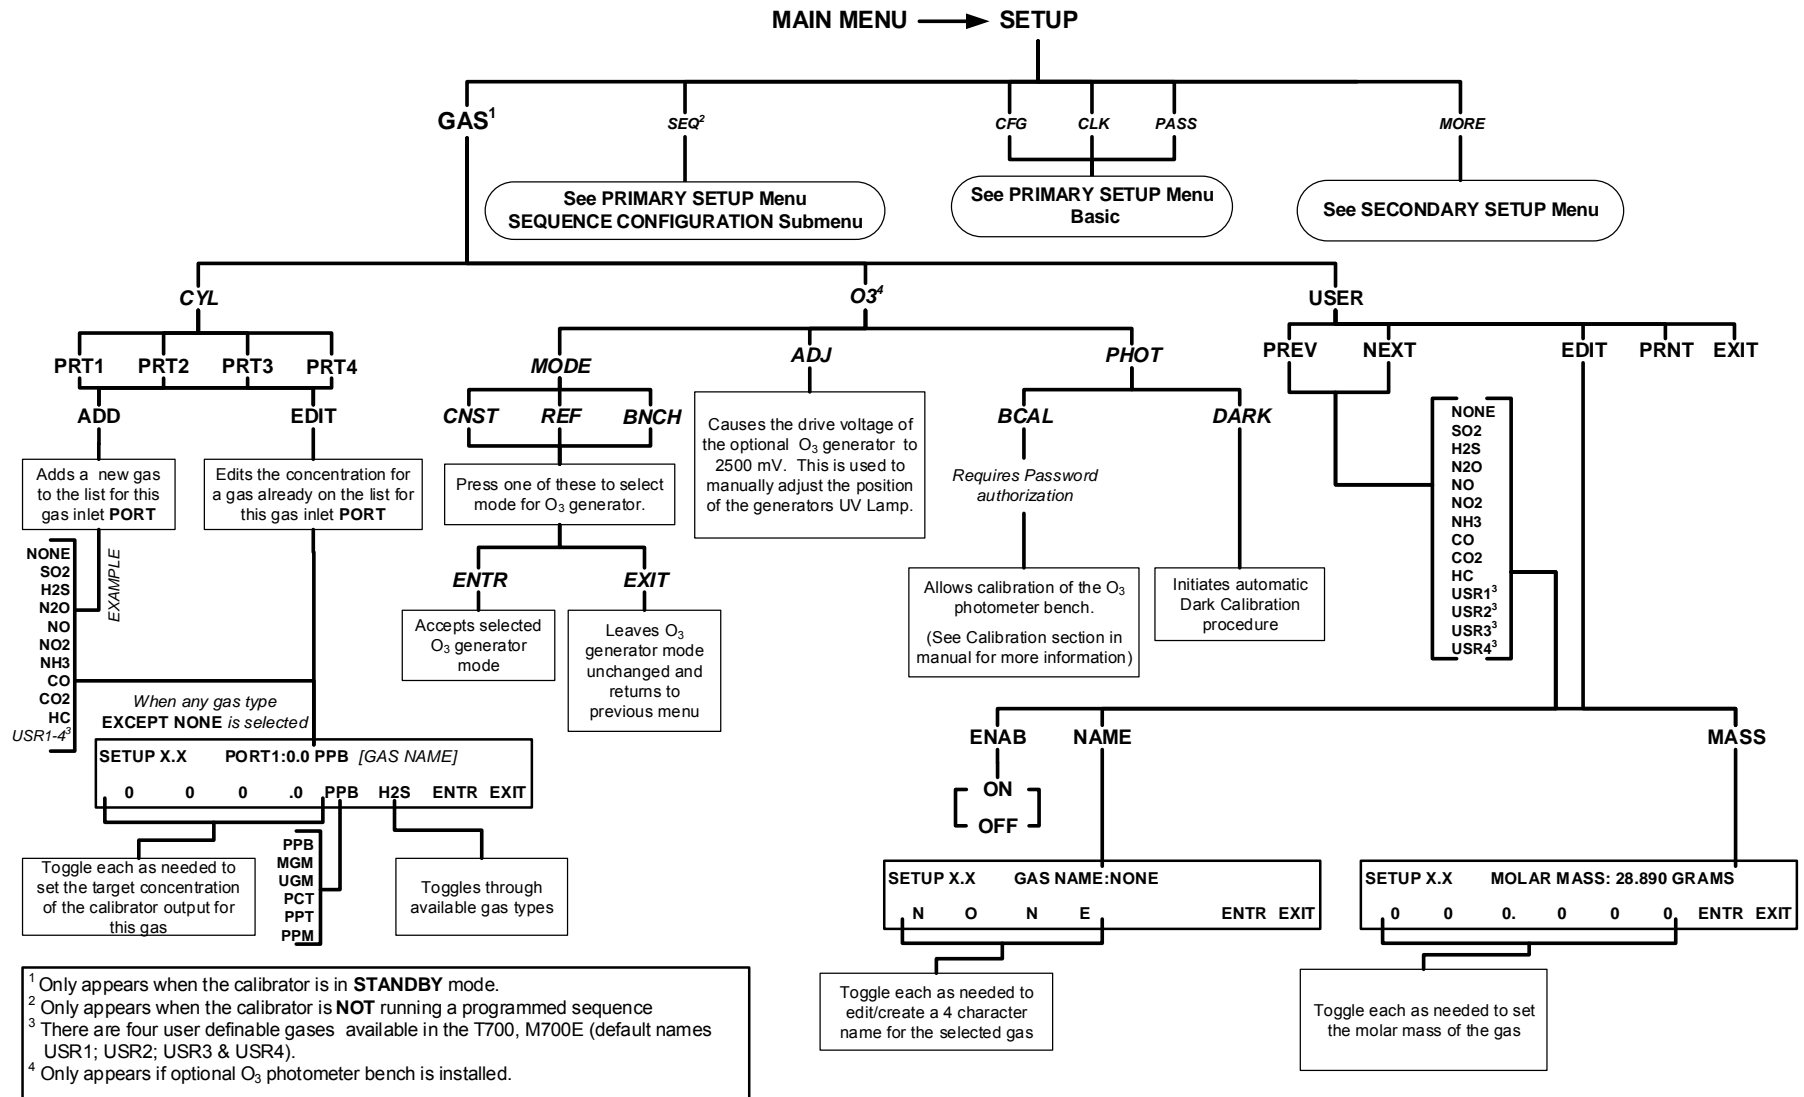 MAIN MENU SETUP
GAS1
SEQ2
CFG
CLK
PASS
MORE
See PRIMARY SETUP Menu
SEQUENCE CONFIGURATION Submenu
See PRIMARY SETUP Menu
Basic
See SECONDARY SETUP Menu
CYL
O34
USER
PRT1
PRT2
PRT3
PRT4
ADD
EDIT
Adds a new gas
to the list for this
gas inlet PORT
Edits the concentration for
a gas already on the list for
this gas inlet PORT
NONE
SO2
H2S
N2O
NO
NO2
NH3
CO
CO2
HC
USR1-43
EXAMPLE
When any gas type
EXCEPT NONE is selected
SETUP X.X PORT1:0.0 PPB [GAS NAME]
0 0 0 .0 PPB H2S ENTR EXIT
Toggle each as needed to
set the target concentration
of the calibrator output for
this gas
PPB
MGM
UGM
PCT
PPT
PPM
Toggles through
available gas types
MODE
ADJ
PHOT
CNST
REF
BNCH
Press one of these to select
mode for O3 generator.
ENTR
EXIT
Accepts selected
O3 generator
mode
Leaves O3
generator mode
unchanged and
returns to
previous menu
Causes the drive voltage of
the optional O3 generator to
2500 mV. This is used to
manually adjust the position
of the generators UV Lamp.
BCAL
DARK
Requires Password
authorization
Allows calibration of the O3
photometer bench.
(See Calibration section in
manual for more information)
Initiates automatic
Dark Calibration
procedure
PREV
NEXT
EDIT
PRNT
EXIT
NONE
SO2
H2S
N2O
NO
NO2
NH3
CO
CO2
HC
USR13
USR23
USR33
USR43
ENAB
NAME
MASS
ON
OFF
SETUP X.X GAS NAME:NONE
N O N E ENTR EXIT
Toggle each as needed to
edit/create a 4 character
name for the selected gas
SETUP X.X MOLAR MASS: 28.890 GRAMS
0 0 0. 0 0 0 ENTR EXIT
Toggle each as needed to set
the molar mass of the gas
1 Only appears when the calibrator is in STANDBY mode.
2 Only appears when the calibrator is NOT running a programmed sequence
3 There are four user definable gases available in the T700, M700E (default names
USR1; USR2; USR3 & USR4).
4 Only appears if optional O3 photometer bench is installed.